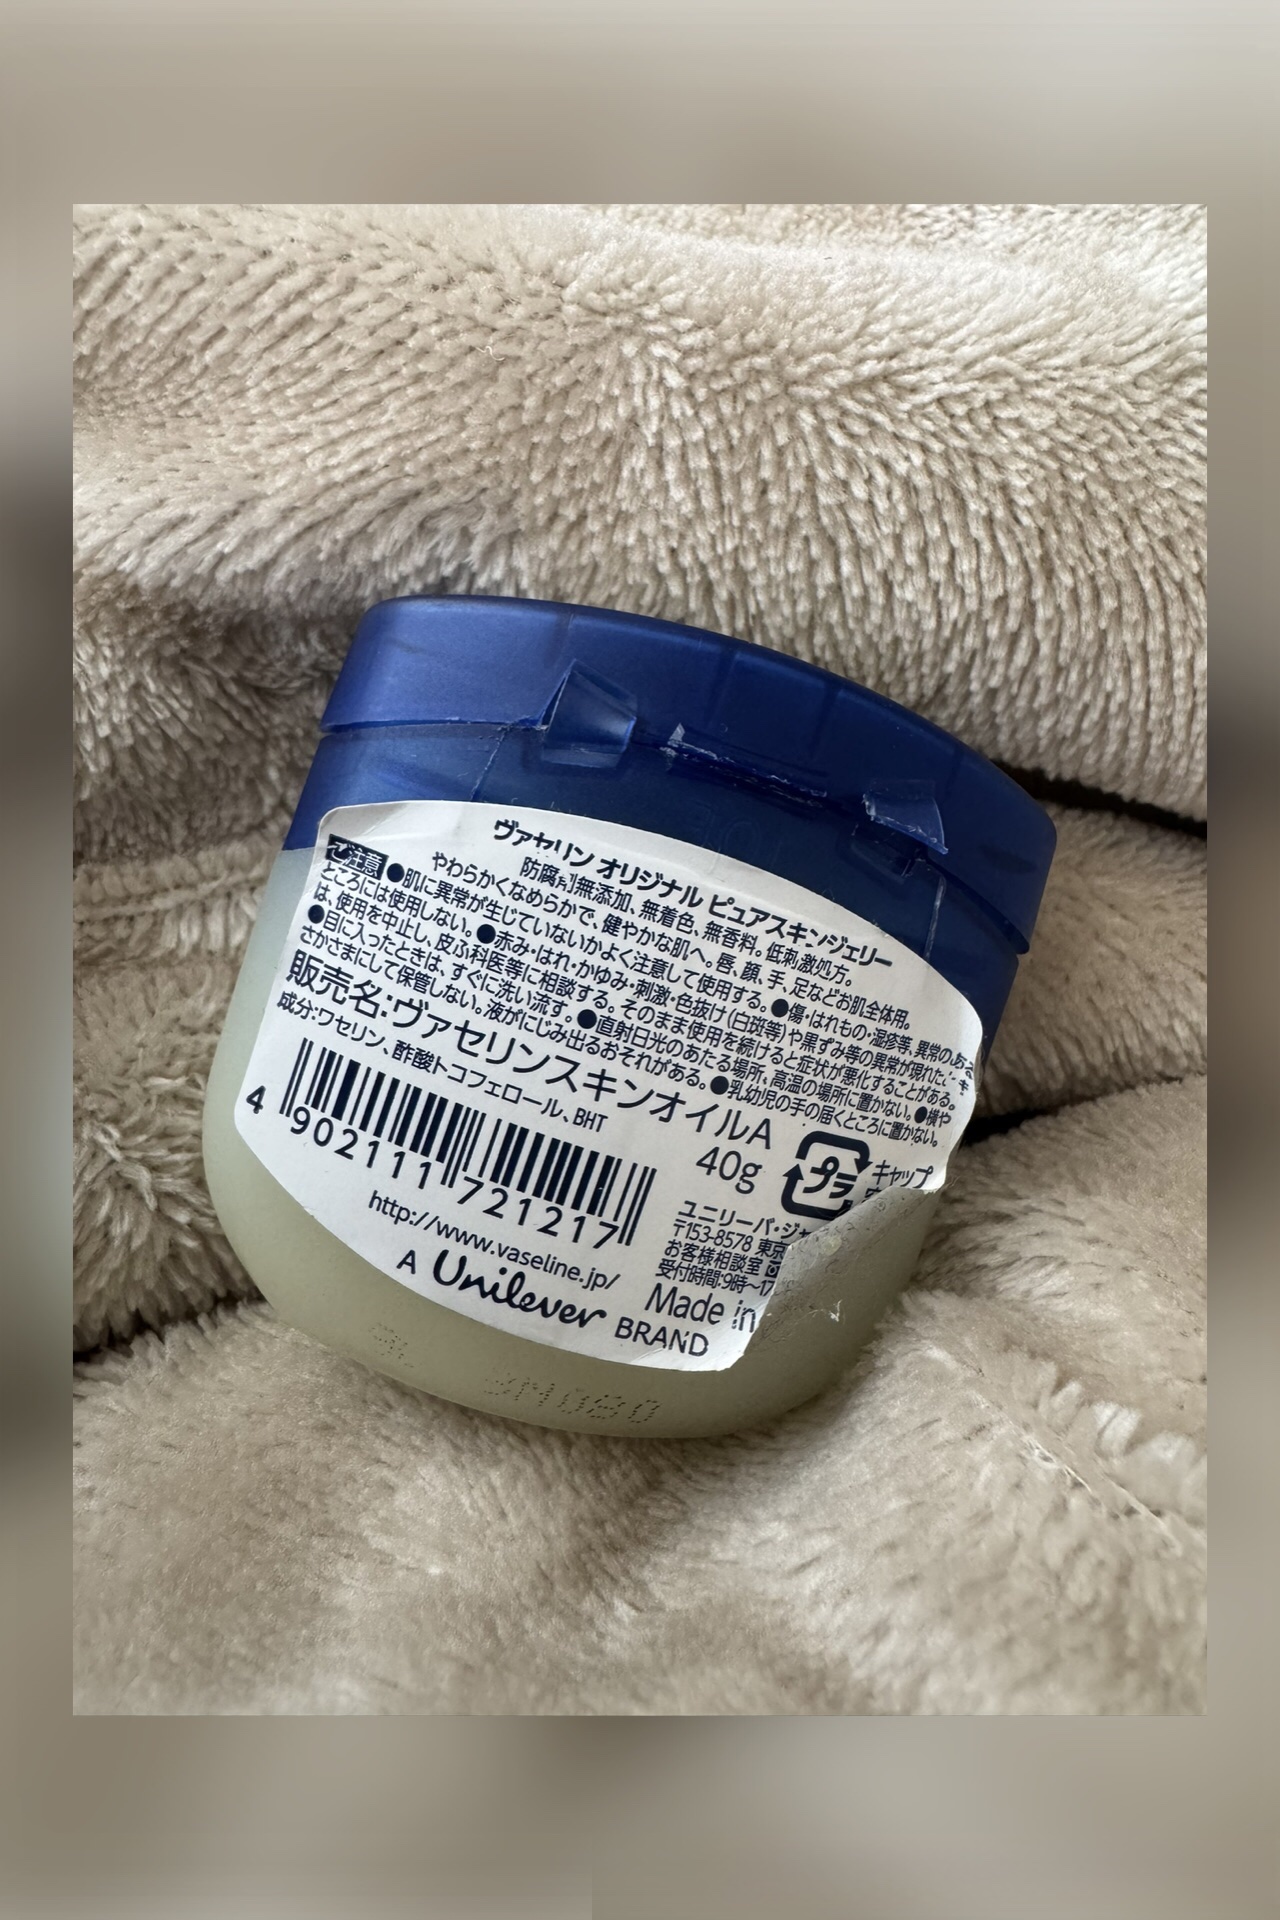 ヴァセリン オリジナル ピュアスキンジェリー
防腐剤無添加、無着色、無香料。低刺激処方。
やわらかくなめらかで、健やかな肌へ。唇、顔、手、足などお肌全体用。
ご注意 ●肌に異常が生じていないかよく注意して使用する。●傷・はれもの・湿疹等、異常のある
ところには使用しない。●赤み・はれ・かゆみ・刺激・色抜け(白斑等)や黒ずみ等の異常が現れたとき
は、使用を中止し、皮ふ科医等に相談する。そのまま使用を続けると症状が悪化することがある。
●目に入ったときは、すぐに洗い流す。●直射日光のあたる場所、高温の場所に置かない。●横や
さかさまにして保管しない。液がにじみ出るおそれがある。●乳幼児の手の届くところに置かない。
販売名:ヴァセリンスキンオイルA
成分:ワセリン、酢酸トコフェロール、BHT
40g
プラ
キャップ
4 902111 721217
ユニリーバ・ジャ
〒153-8578 東京
お客様相談室
受付時間:9時〜17
http://www.vaseline.jp/
Made in
A Unilever BRAND